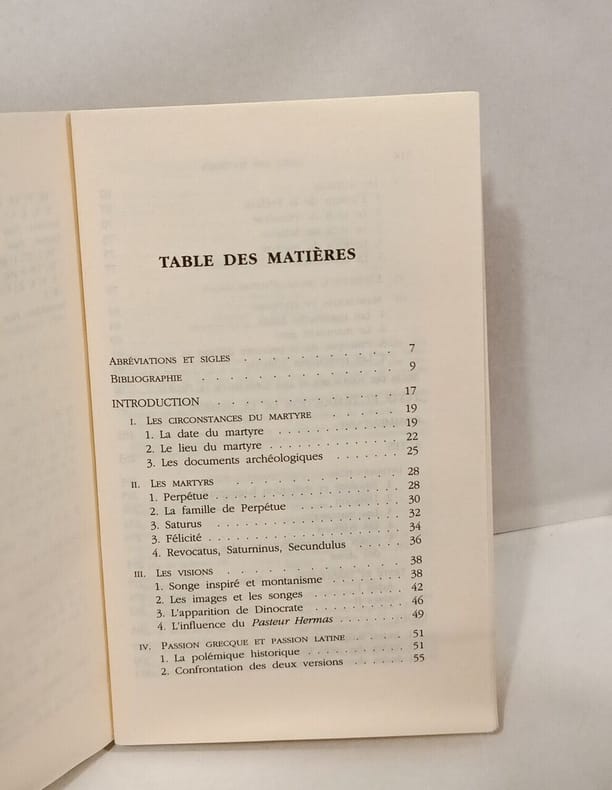 TABLE DES MATIÈRES
ABRÉVIATIONS ET SIGLES . . . . . . . . . . . 7
BIBLIOGRAPHIE . . . . . . . . . . . . . 9
INTRODUCTION . . . . . . . . . . . . . 17
I. LES CIRCONSTANCES DU MARTYRE . . . . . 19
1. La date du martyre . . . . . . . . . 19
2. Le lieu du martyre . . . . . . . . . . 22
3. Les documents archéologiques . . . . . . 25
II. LES MARTYRS . . . . . . . . . . . . . 28
1. Perpétue . . . . . . . . . . . . . . 28
2. La famille de Perpétue . . . . . . . . 30
3. Saturus . . . . . . . . . . . . . . 32
3. Félicité . . . . . . . . . . . . . . 34
4. Revocatus, Saturninus, Secundulus . . . . . 36
III. LES VISIONS . . . . . . . . . . . . . 38
1. Songe inspiré et montanisme . . . . . . . 38
2. Les images et les songes . . . . . . . . 42
3. L'apparition de Dinocrate . . . . . . . . 46
4. L'influence du Pasteur Hermas . . . . . . . 49
IV. PASSION GRECQUE ET PASSION LATINE . . . . 51
1. La polémique historique . . . . . . . . . 51
2. Confrontation des deux versions . . . . . . 55